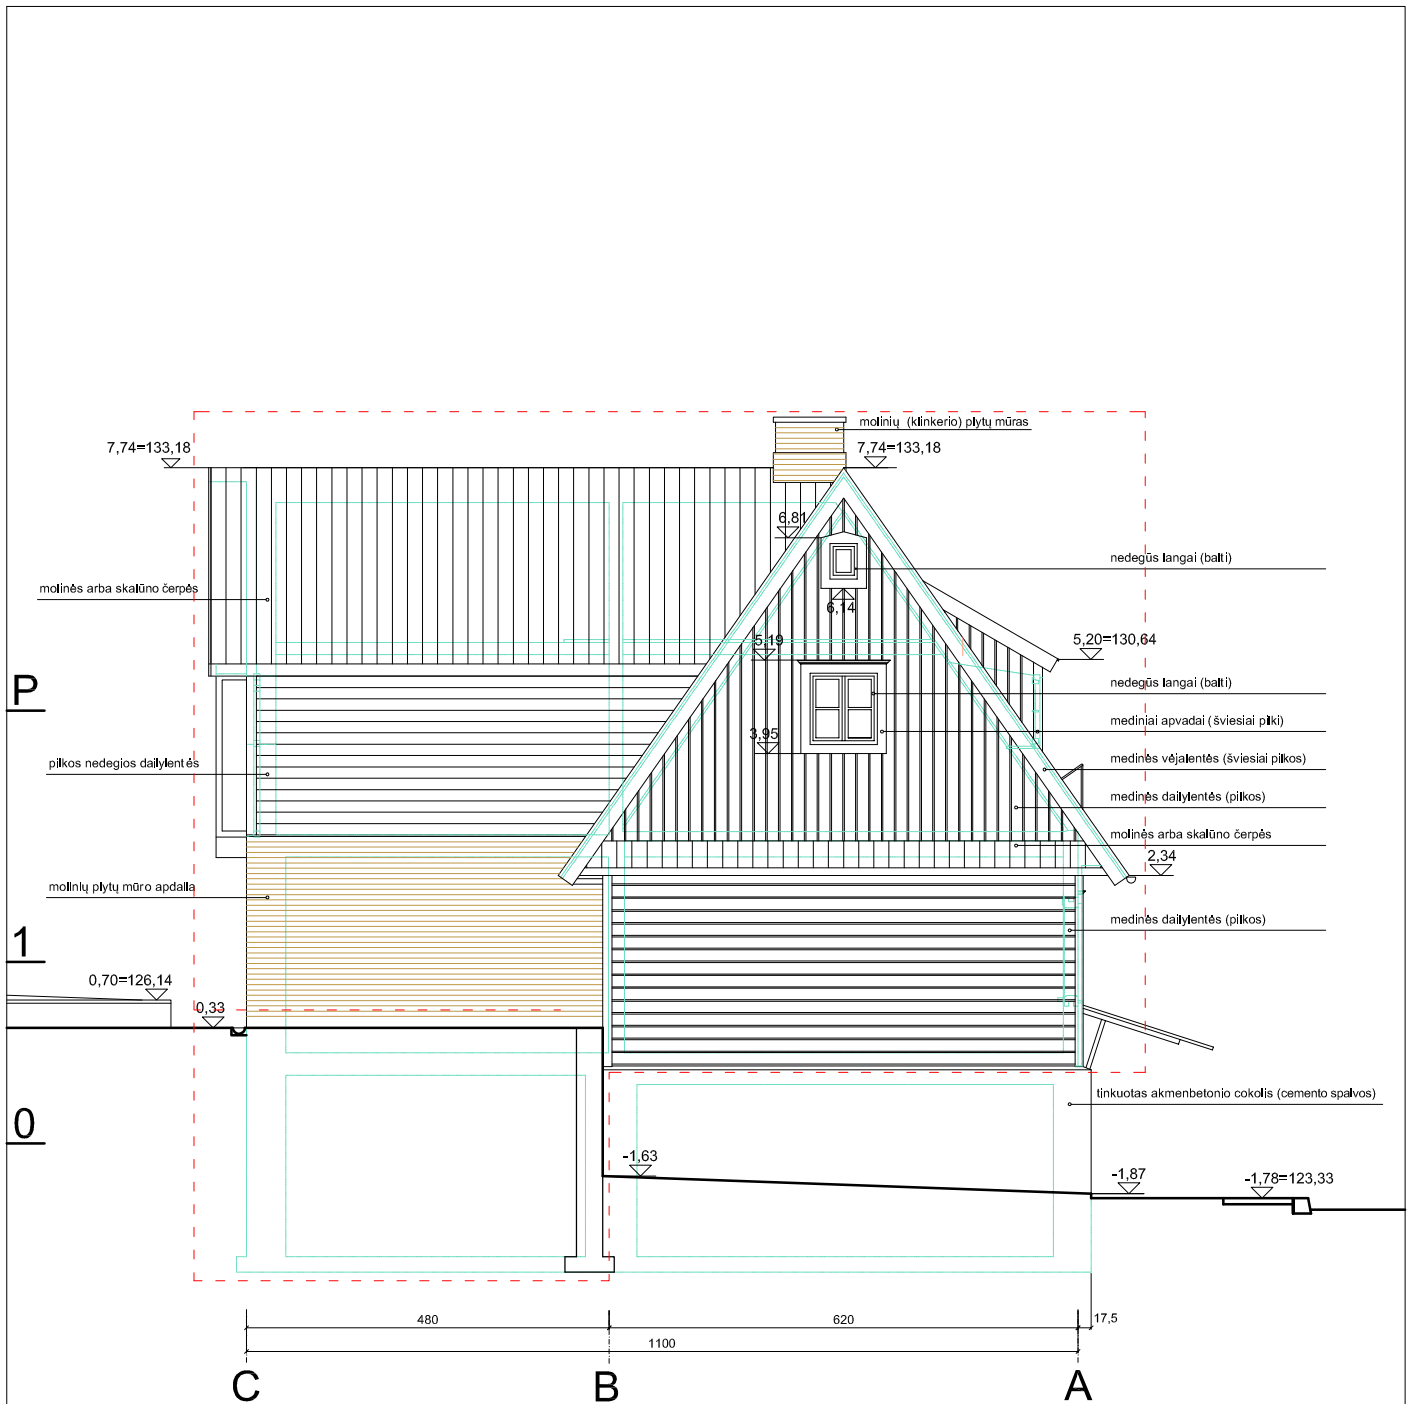 molinių (klinkerio) plytų mūras
7,74=133,18
7,74=133,18
6,81
nedegūs langai (balti)
molinės arba skalūno čerpės
6,14
5,19
5,20=130,64
P
nedegūs langai (balti)
mediniai apvadai (šviesiai pilki)
3,95
medinės vėjalentės (šviesiai pilkos)
pilkos nedegios dailylentės
medinės dailylentės (pilkos)
molinės arba skalūno čerpės
2,34
molinių plytų mūro apdaila
medinės dailylentės (pilkos)
1
0,70=126,14
0,33
tinkuotas akmenbetonio cokolis (cemento spalvos)
0
-1,63
-1,87
-1,78=123,33
480
620
17,5
1100
C
B
A